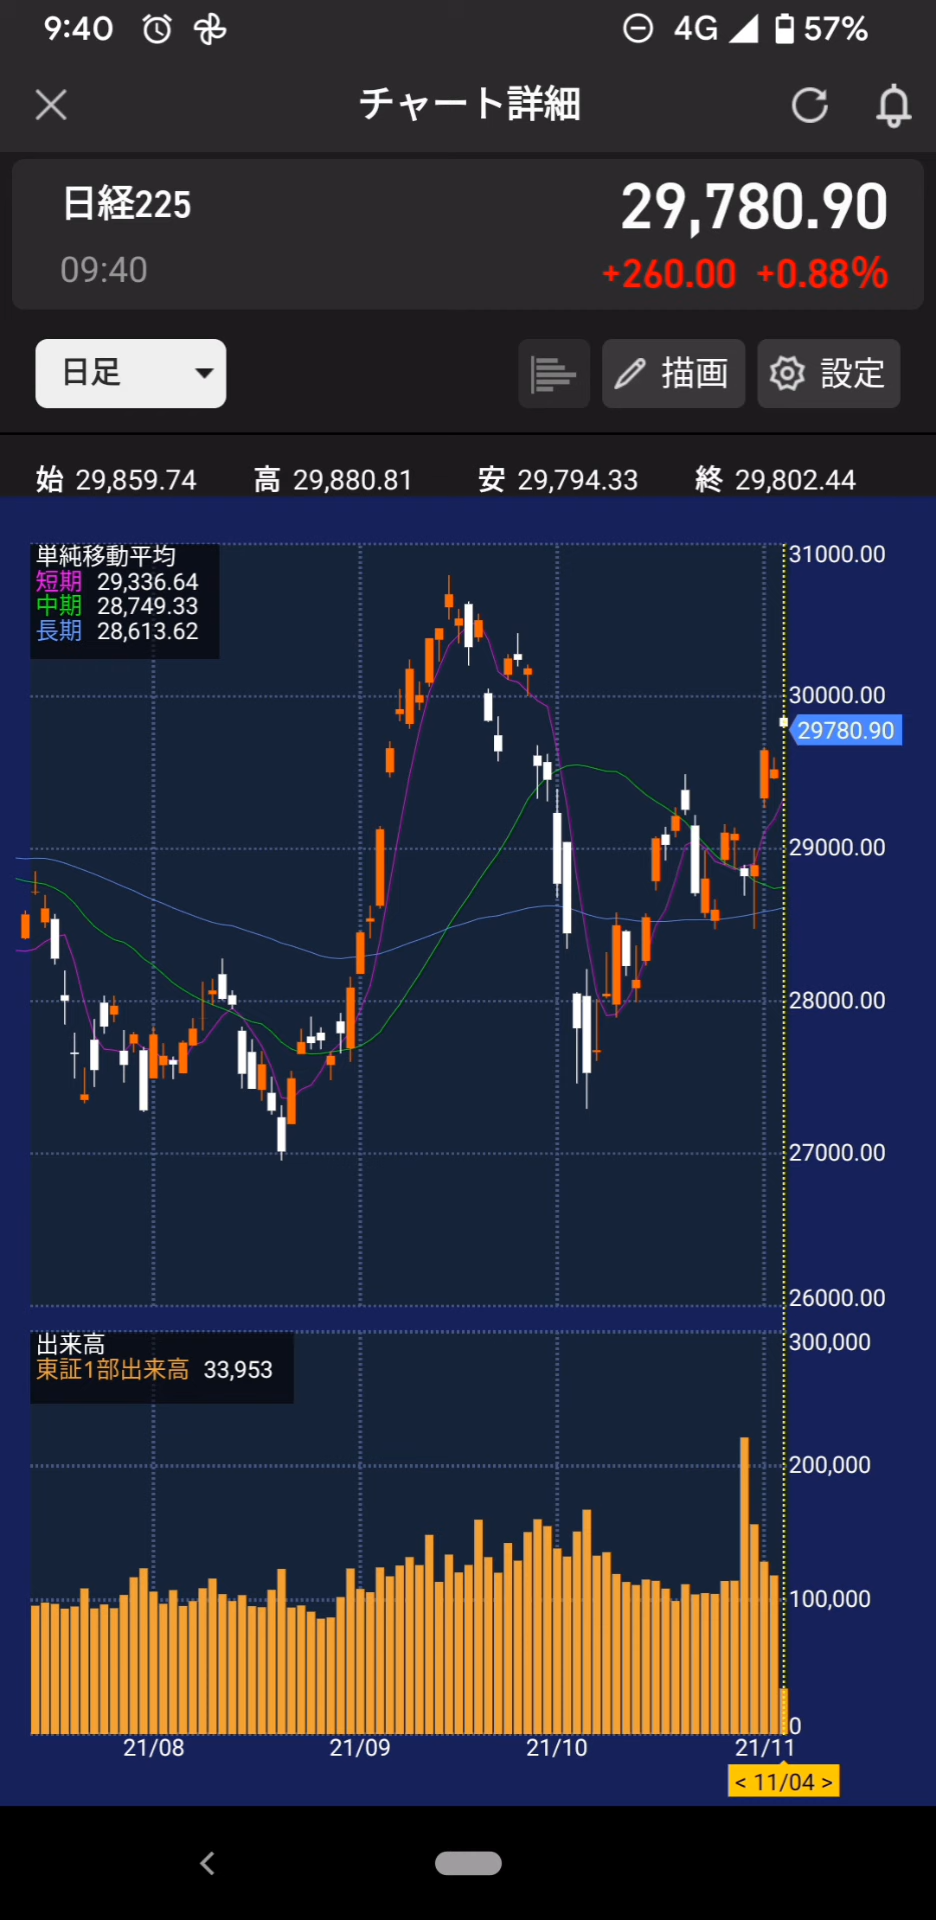 9:40 4G 57%
チャート詳細
日経225 29,780.90
09:40 +260.00 +0.88%
日足 描画 設定
始 29,859.74 高 29,880.81 安 29,794.33 終 29,802.44
単純移動平均
短期 29,336.64
中期 28,749.33
長期 28,613.62
31000.00
30000.00
29780.90
29000.00
28000.00
27000.00
26000.00
出来高
東証1部出来高 33,953
300,000
200,000
100,000
0
21/08 21/09 21/10 21/11
< 11/04 >